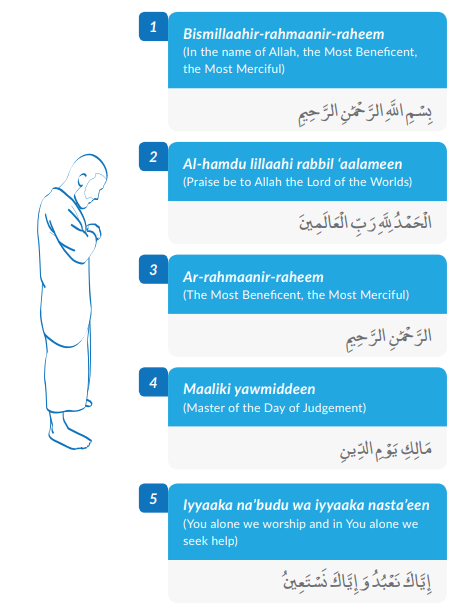 1
Bismillaahir-rahmaanir-raheem
(In the name of Allah, the Most Beneficent,
the Most Merciful)
بِسْمِ اللَّهِ الرَّحْمَٰنِ الرَّحِيمِ
2
Al-hamdu lillaahi rabbil ‘aalameen
(Praise be to Allah the Lord of the Worlds)
الْحَمْدُ لِلَّهِ رَبِّ الْعَالَمِينَ
3
Ar-rahmaanir-raheem
(The Most Beneficent, the Most Merciful)
الرَّحْمَٰنِ الرَّحِيمِ
4
Maaliki yawmiddeen
(Master of the Day of Judgement)
مَالِكِ يَوْمِ الدِّينِ
5
Iyyaaka na’budu wa iyyaaka nasta’een
(You alone we worship and in You alone we
seek help)
إِيَّاكَ نَعْبُدُ وَإِيَّاكَ نَسْتَعِينُ